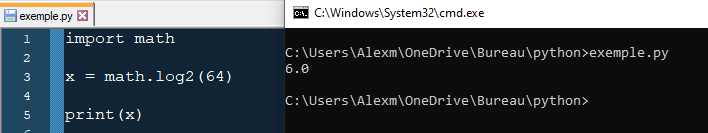 exemple.py
1 import math
2
3 x = math.log2(64)
4
5 print(x)
6
C:\Windows\System32\cmd.exe
C:\Users\Alexm\OneDrive\Bureau\python>exemple.py
6.0
C:\Users\Alexm\OneDrive\Bureau\python>